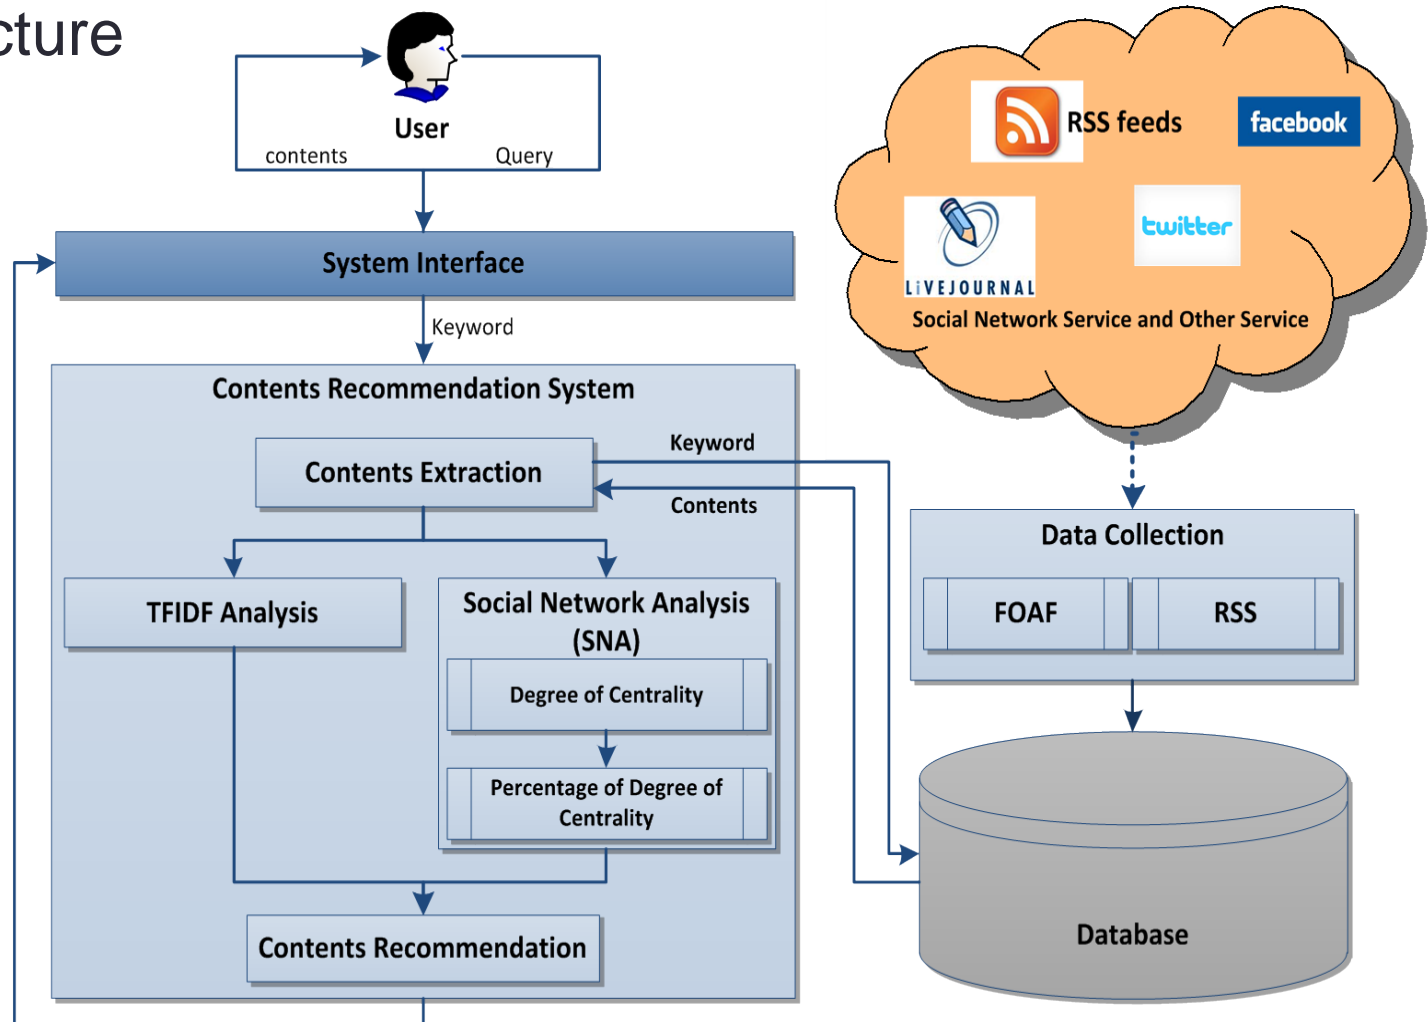 cture
User
contents
Query
System Interface
Keyword
Contents Recommendation System
Contents Extraction
Keyword
Contents
TFIDF Analysis
Social Network Analysis
(SNA)
Degree of Centrality
Percentage of Degree of
Centrality
Contents Recommendation
RSS feeds
facebook
LiVEJOURNAL
twitter
Social Network Service and Other Service
Data Collection
FOAF
RSS
Database